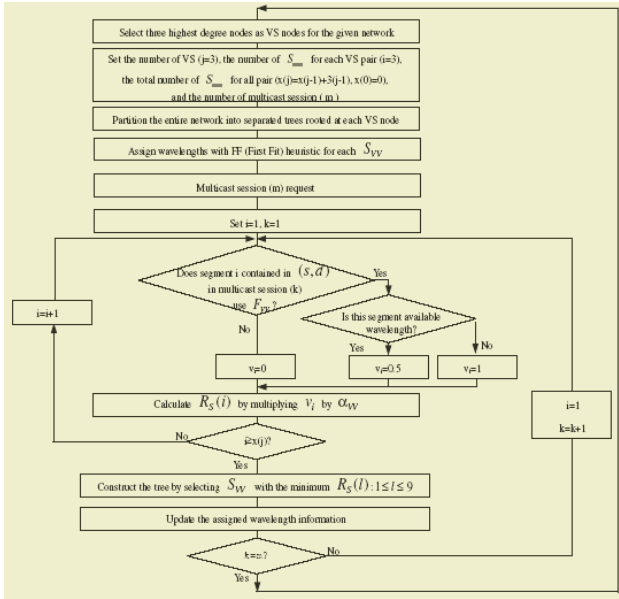 Select three highest degree nodes as VS nodes for the given network
Set the number of VS (j=3), the number of S for each VS pair (i=3),
the total number of S for all pair (x(j)=x(j-1)+3(j-1), x(0)=0),
and the number of multicast session ( m )
Partition the entire network into separated trees rooted at each VS node
Assign wavelengths with FF (First Fit) heuristic for each S_VV
Multicast session (m) request
Set i=1, k=1
Does segment i contained in (s,d)
in multicast session (k)
use F_VV ?
Yes
No
i=i+1
Is this segment available
wavelength?
Yes
No
v_i=0
v_i=0.5
v_i=1
Calculate R_S(i) by multiplying v_i by α_W
i=1
k=k+1
i≥x(j)?
No
Yes
Construct the tree by selecting S_VV with the minimum R_S(l) : 1 ≤ l ≤ 9
Update the assigned wavelength information
k=m?
No
Yes